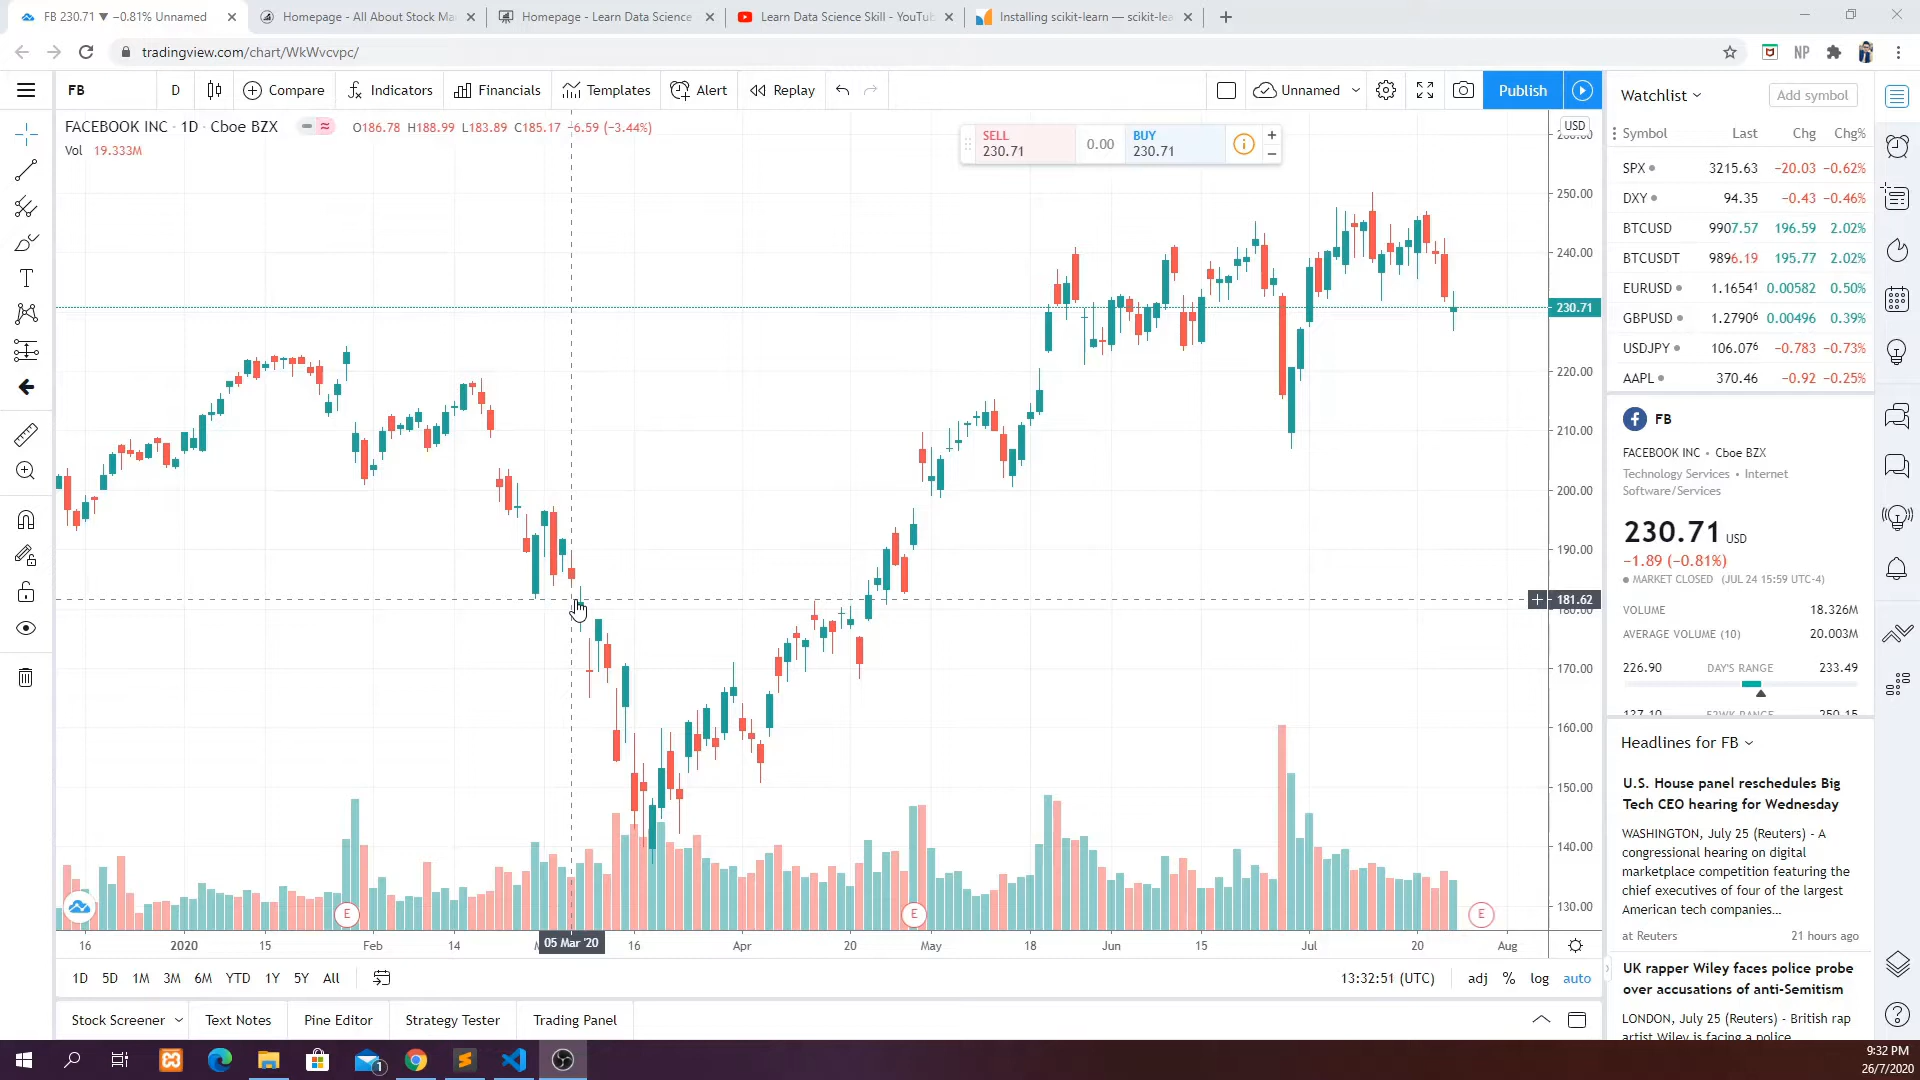 FB 230.71 ▼ −0.81% Unnamed
Homepage - All About Stock Ma
Homepage - Learn Data Science
Learn Data Science Skill - YouTub
Installing scikit-learn — scikit-lea
tradingview.com/chart/WkWvcvpc/
NP
FB
D
Compare
Indicators
Financials
Templates
Alert
Replay
Unnamed
Publish
FACEBOOK INC · 1D · Cboe BZX
O186.78 H188.99 L183.89 C185.17 −6.59 (−3.44%)
Vol 19.333M
SELL
230.71
0.00
BUY
230.71
USD
250.00
240.00
230.71
220.00
210.00
200.00
190.00
181.62
170.00
160.00
150.00
140.00
130.00
E
E
E
16 2020 15 Feb 14 05 Mar '20 16 Apr 20 May 18 Jun 15 Jul 20 Aug
1D 5D 1M 3M 6M YTD 1Y 5Y All
13:32:51 (UTC)
adj % log auto
Stock Screener
Text Notes
Pine Editor
Strategy Tester
Trading Panel
Watchlist
Add symbol
Symbol Last Chg Chg%
SPX 3215.63 −20.03 −0.62%
DXY 94.35 −0.43 −0.46%
BTCUSD 9907.57 196.59 2.02%
BTCUSDT 9896.19 195.77 2.02%
EURUSD 1.1654¹ 0.00582 0.50%
GBPUSD 1.2790⁶ 0.00496 0.39%
USDJPY 106.07⁶ −0.783 −0.73%
AAPL 370.46 −0.92 −0.25%
FB
FACEBOOK INC • Cboe BZX
Technology Services • Internet
Software/Services
230.71 USD
−1.89 (−0.81%)
MARKET CLOSED (JUL 24 15:59 UTC-4)
VOLUME 18.326M
AVERAGE VOLUME (10) 20.003M
226.90 DAY'S RANGE 233.49
137.10 52WK RANGE 250.15
Headlines for FB
U.S. House panel reschedules Big
Tech CEO hearing for Wednesday
WASHINGTON, July 25 (Reuters) - A
congressional hearing on digital
marketplace competition featuring the
chief executives of four of the largest
American tech companies...
at Reuters 21 hours ago
UK rapper Wiley faces police probe
over accusations of anti-Semitism
LONDON, July 25 (Reuters) - British rap
artist Wiley is facing a police
1
9:32 PM
26/7/2020